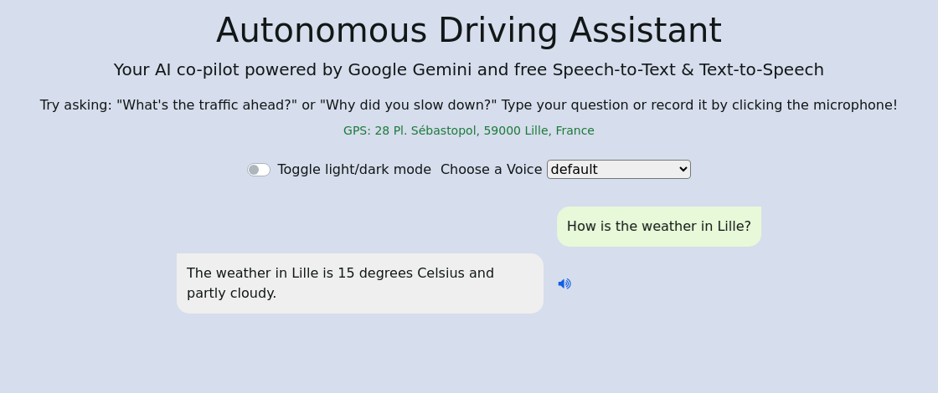 Autonomous Driving Assistant
Your AI co-pilot powered by Google Gemini and free Speech-to-Text & Text-to-Speech
Try asking: "What's the traffic ahead?" or "Why did you slow down?" Type your question or record it by clicking the microphone!
GPS: 28 Pl. Sébastopol, 59000 Lille, France
Toggle light/dark mode Choose a Voice default
How is the weather in Lille?
The weather in Lille is 15 degrees Celsius and
partly cloudy.